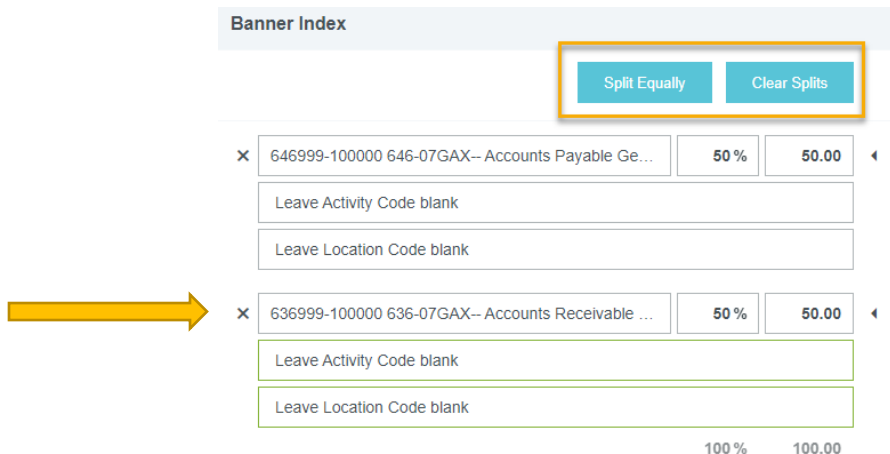 Banner Index
Split Equally Clear Splits
646999-100000 646-07GAX-- Accounts Payable Ge... 50% 50.00
Leave Activity Code blank
Leave Location Code blank
636999-100000 636-07GAX-- Accounts Receivable ... 50% 50.00
Leave Activity Code blank
Leave Location Code blank
100% 100.00